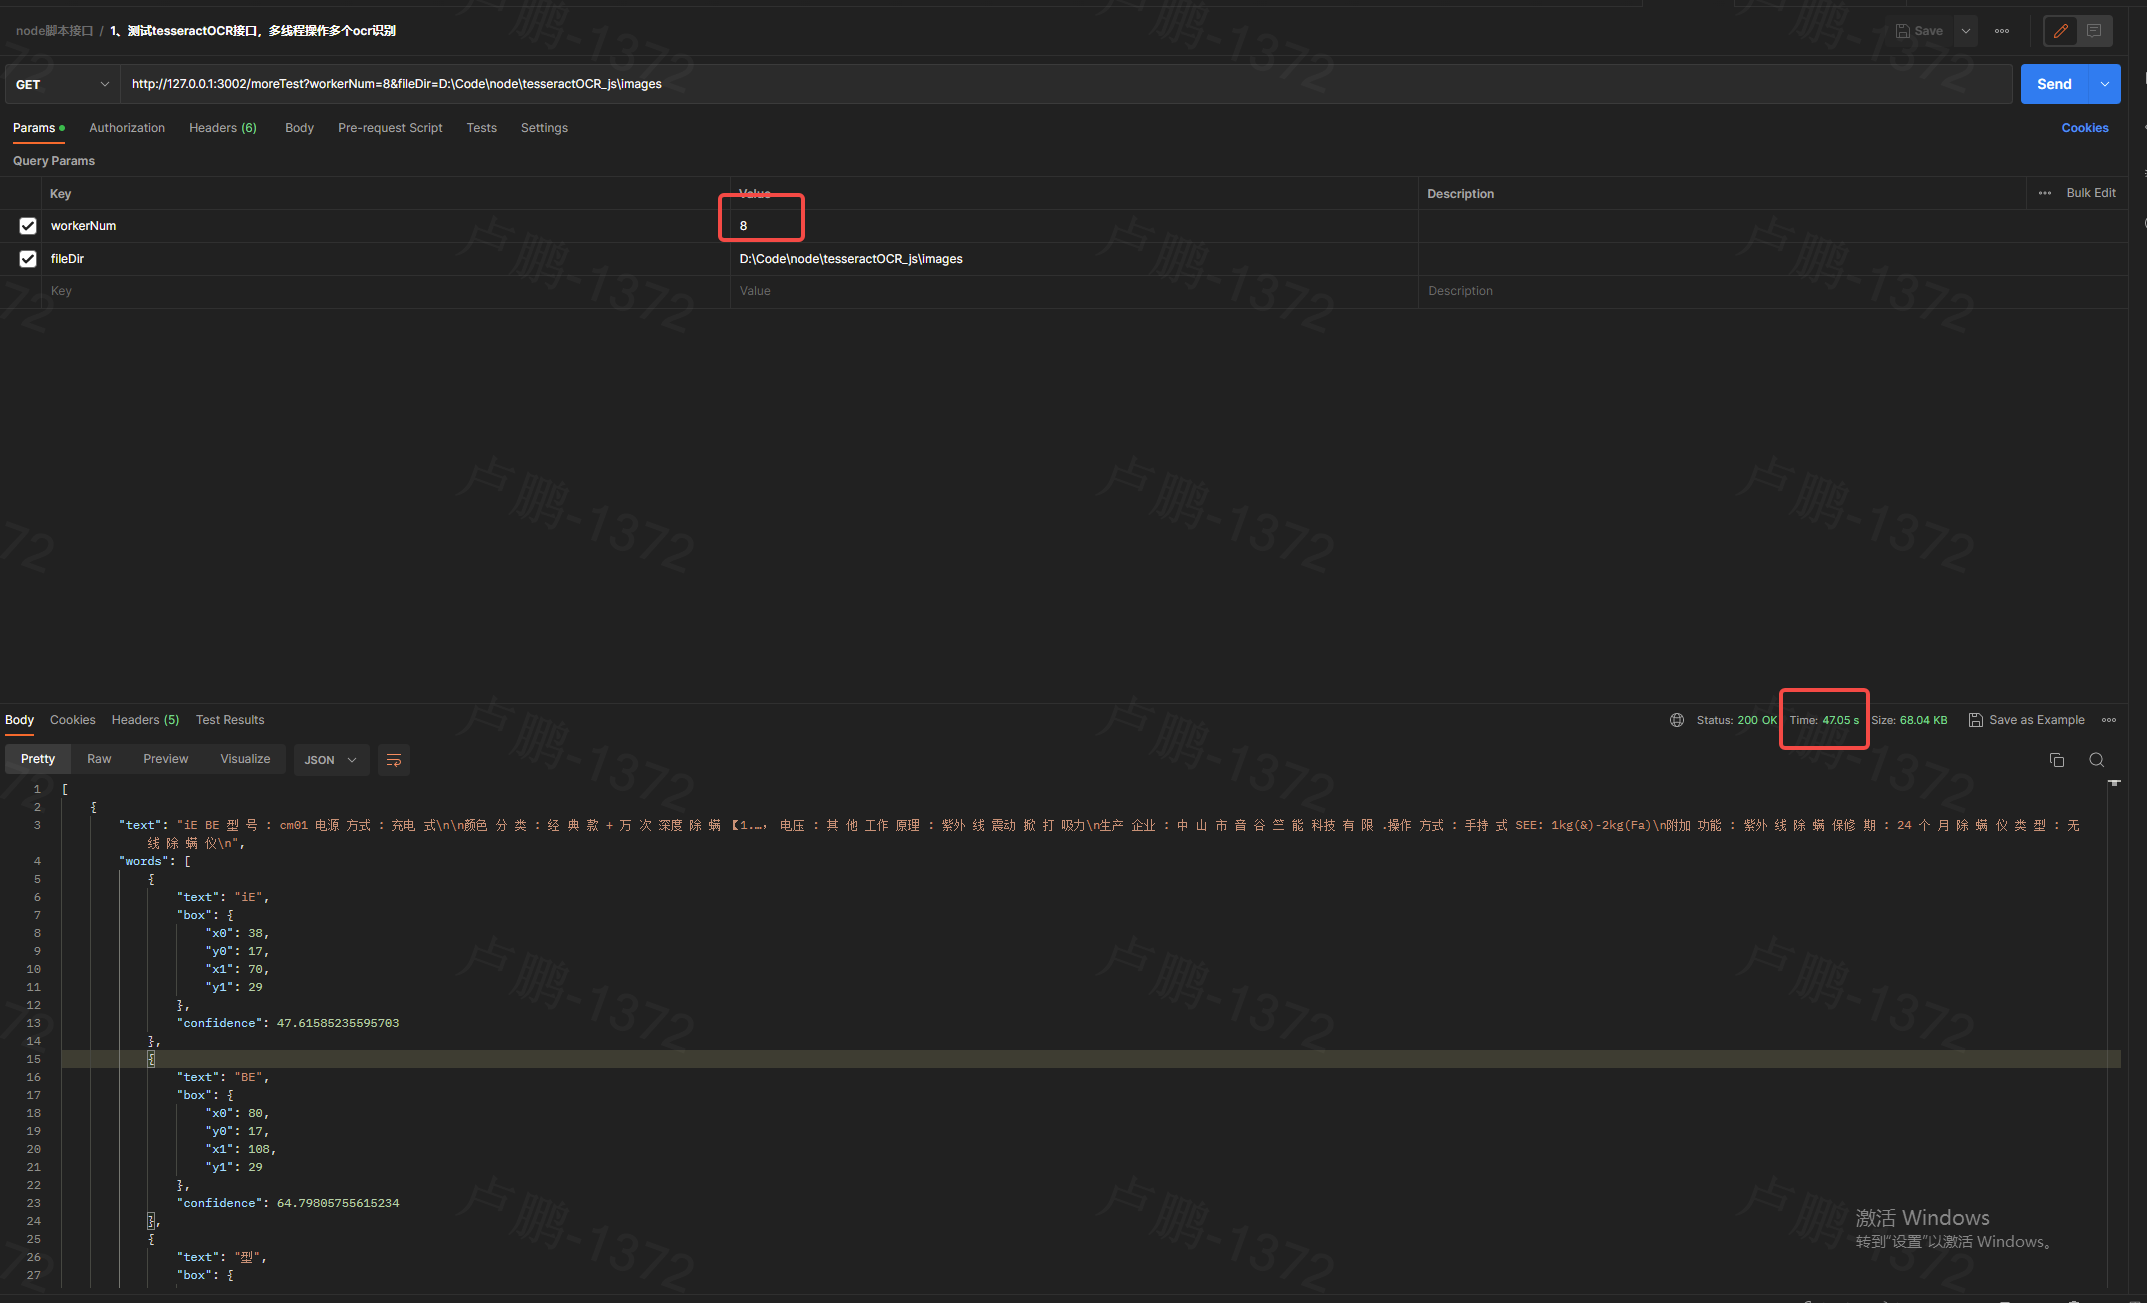 node脚本接口 / 1、测试tesseractOCR接口，多线程操作多个ocr识别
Save
GET http://127.0.0.1:3002/moreTest?workerNum=8&fileDir=D:\Code\node\tesseractOCR_js\images Send
Params Authorization Headers (6) Body Pre-request Script Tests Settings Cookies
Query Params
Key Value Description Bulk Edit
workerNum 8
fileDir D:\Code\node\tesseractOCR_js\images
Key Value Description
Body Cookies Headers (5) Test Results Status: 200 OK Time: 47.05 s Size: 68.04 KB Save as Example
Pretty Raw Preview Visualize JSON
1 [
2 {
3 "text": "iE BE 型 号 : cm01 电源 方式 : 充电 式\n\n颜色 分 类 : 经 典 款 + 万 次 深度 除 螨 【1.…, 电压 : 其 他 工作 原理 : 紫外 线 震动 掀 打 吸力\n生产 企业 : 中 山 市 音 谷 竺 能 科技 有 限 .操作 方式 : 手持 式 SEE: 1kg(&)-2kg(Fa)\n附加 功能 : 紫外 线 除 螨 保修 期 : 24 个 月 除 螨 仪 类 型 : 无
线 除 螨 仪\n",
4 "words": [
5 {
6 "text": "iE",
7 "box": {
8 "x0": 38,
9 "y0": 17,
10 "x1": 70,
11 "y1": 29
12 },
13 "confidence": 47.61585235595703
14 },
15 {
16 "text": "BE",
17 "box": {
18 "x0": 80,
19 "y0": 17,
20 "x1": 108,
21 "y1": 29
22 },
23 "confidence": 64.79805755615234
24 },
25 {
26 "text": "型",
27 "box": {
激活 Windows
转到"设置"以激活 Windows。
卢鹏-1372